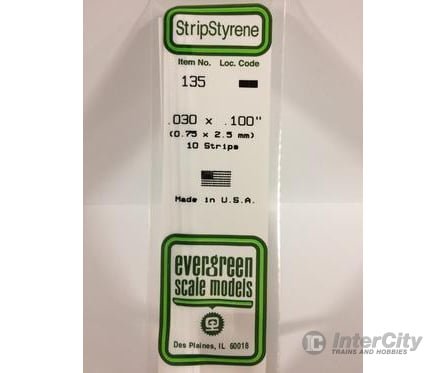 StripStyrene
Item No. Loc. Code
135
.030 x .100"
(0.75 x 2.5 mm)
10 Strips
Made in U.S.A.
evergreen
scale models
Des Plaines, IL 60018
IC InterCity
TRAINS AND HOBBIES